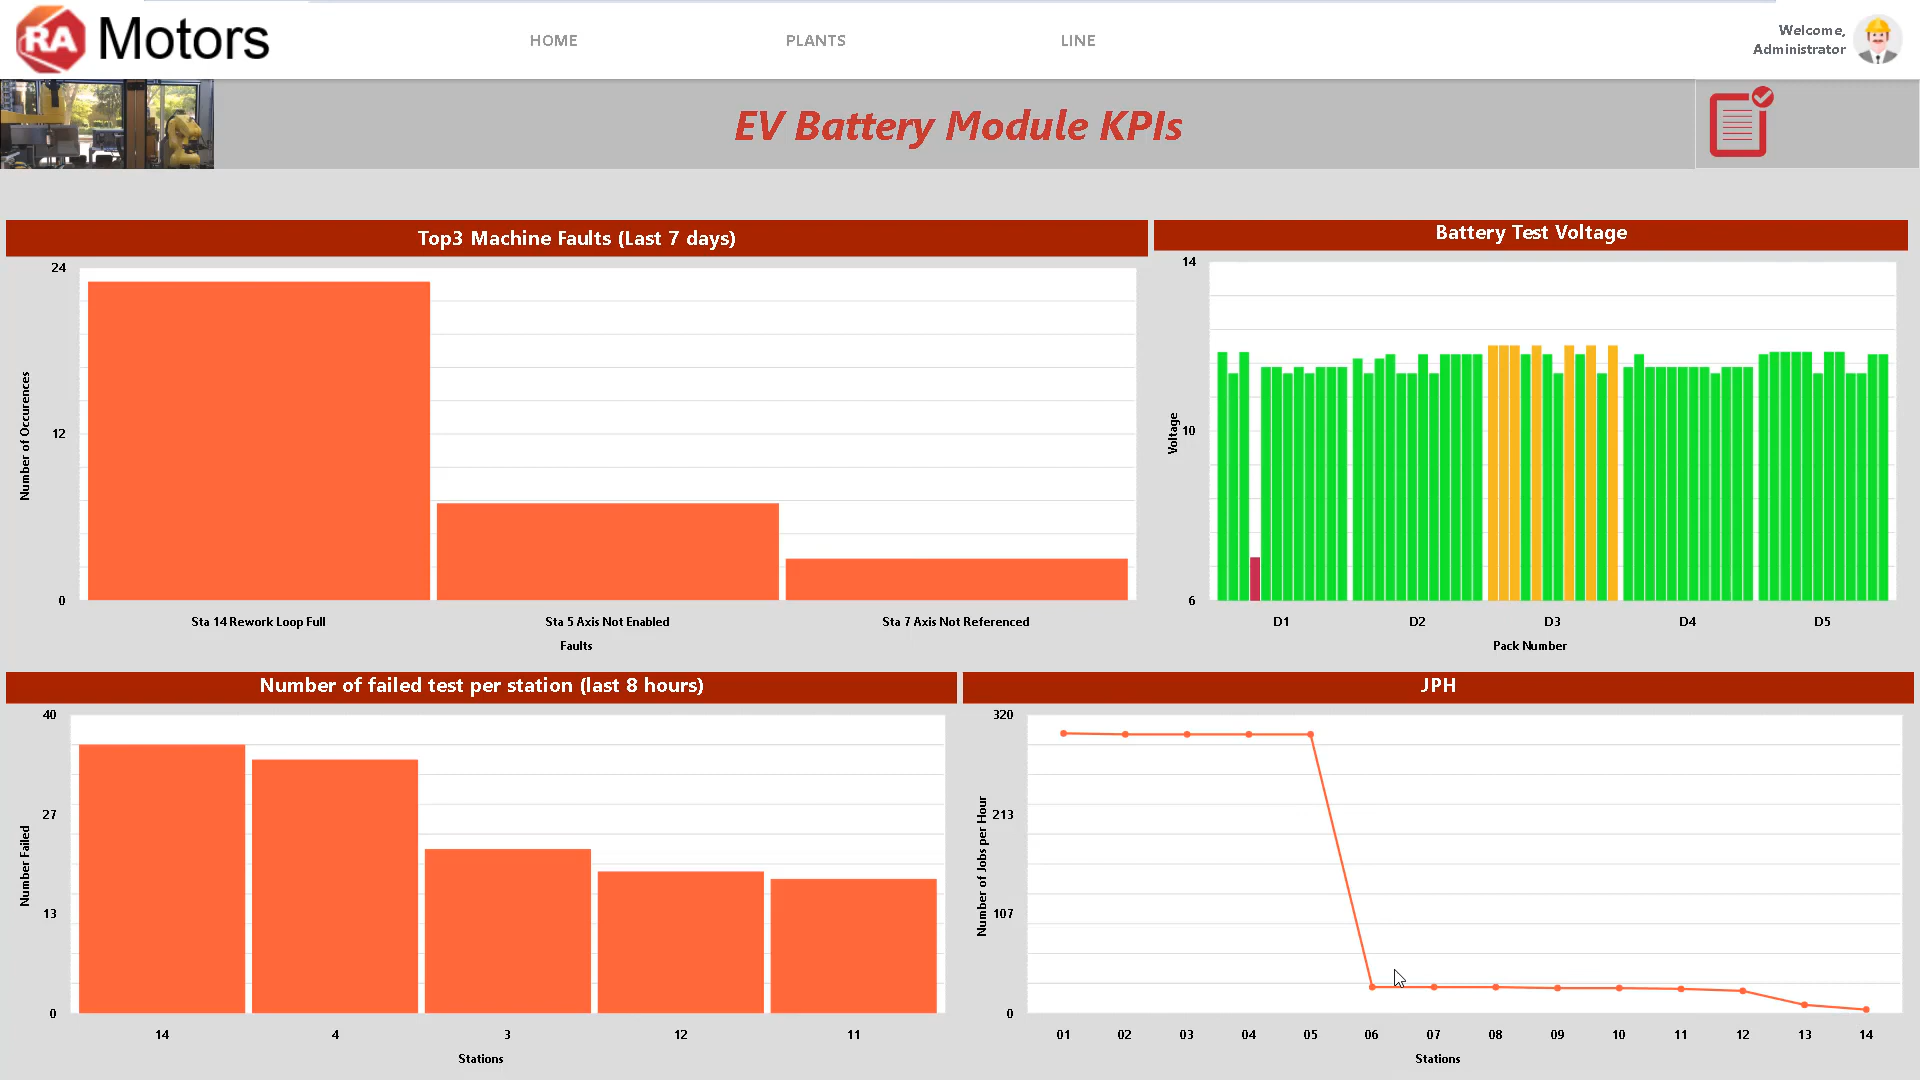 RA Motors
HOME
PLANTS
LINE
Welcome,
Administrator
EV Battery Module KPIs
Top3 Machine Faults (Last 7 days)
24
12
0
Number of Occurences
Sta 14 Rework Loop Full
Sta 5 Axis Not Enabled
Sta 7 Axis Not Referenced
Faults
Battery Test Voltage
14
10
6
Voltage
D1
D2
D3
D4
D5
Pack Number
Number of failed test per station (last 8 hours)
40
27
13
0
Number Failed
14
4
3
12
11
Stations
JPH
320
213
107
0
Number of Jobs per Hour
01
02
03
04
05
06
07
08
09
10
11
12
13
14
Stations